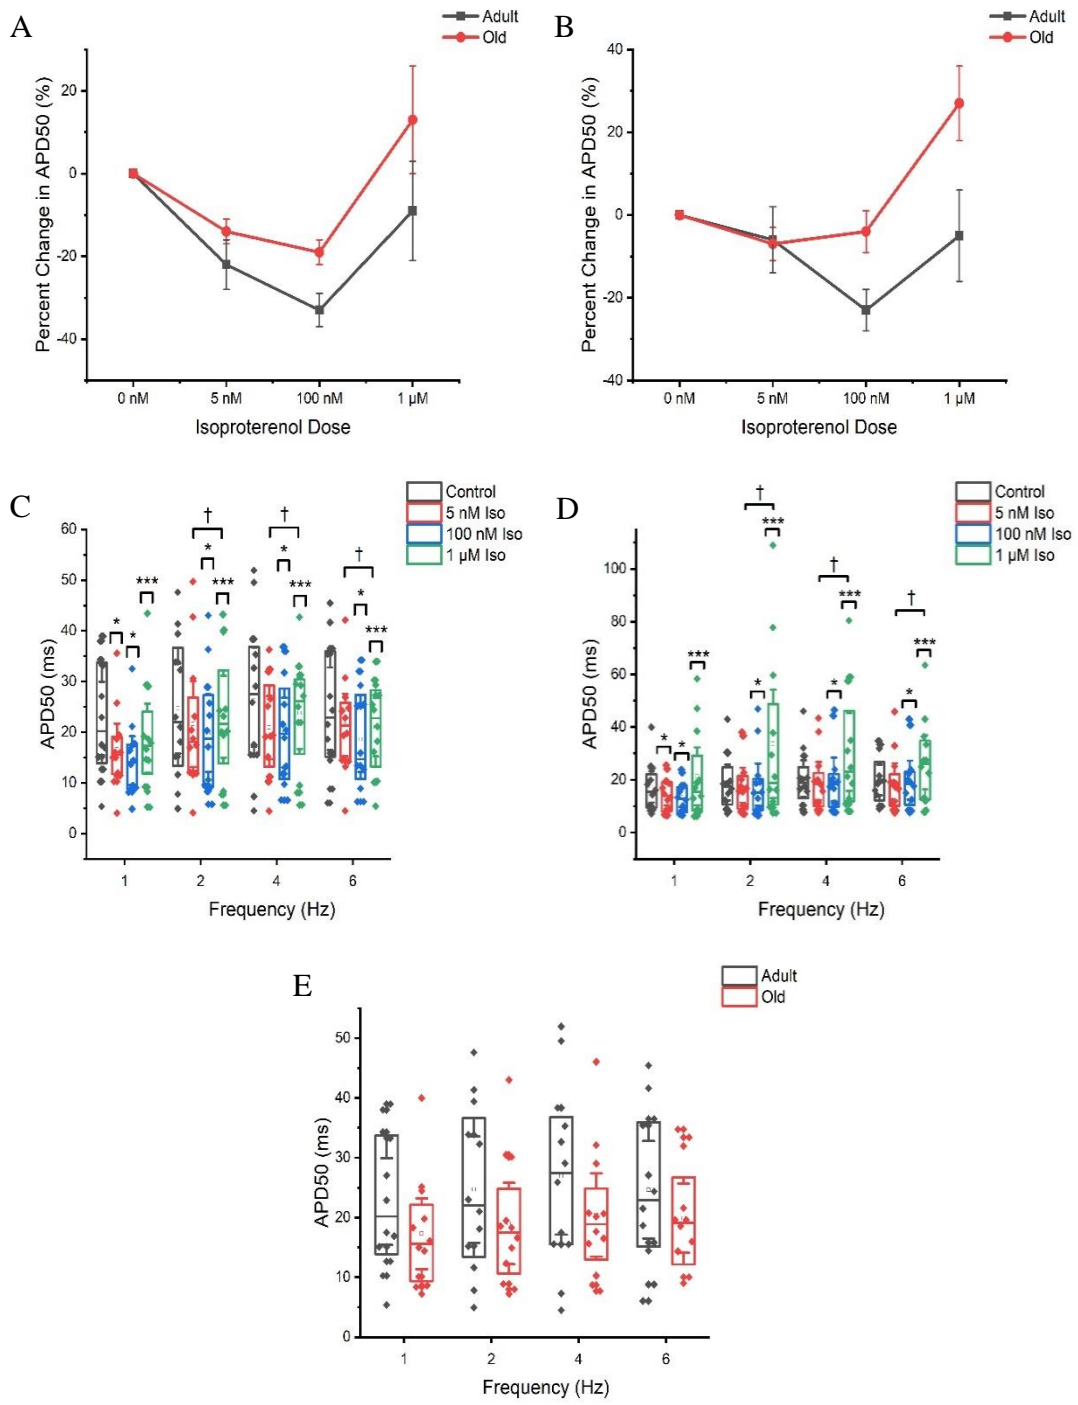 A
Adult
Old
Percent Change in APD50 (%)
20
0
-20
-40
0 nM 5 nM 100 nM 1 µM
Isoproterenol Dose
B
Adult
Old
Percent Change in APD50 (%)
40
20
0
-20
-40
0 nM 5 nM 100 nM 1 µM
Isoproterenol Dose
C
Control
5 nM Iso
100 nM Iso
1 µM Iso
APD50 (ms)
60
50
40
30
20
10
0
† † †
* * *** * *** * *** * ***
1 2 4 6
Frequency (Hz)
D
Control
5 nM Iso
100 nM Iso
1 µM Iso
APD50 (ms)
100
80
60
40
20
0
† † †
* * *** * *** * *** * ***
1 2 4 6
Frequency (Hz)
E
Adult
Old
APD50 (ms)
50
40
30
20
10
0
1 2 4 6
Frequency (Hz)